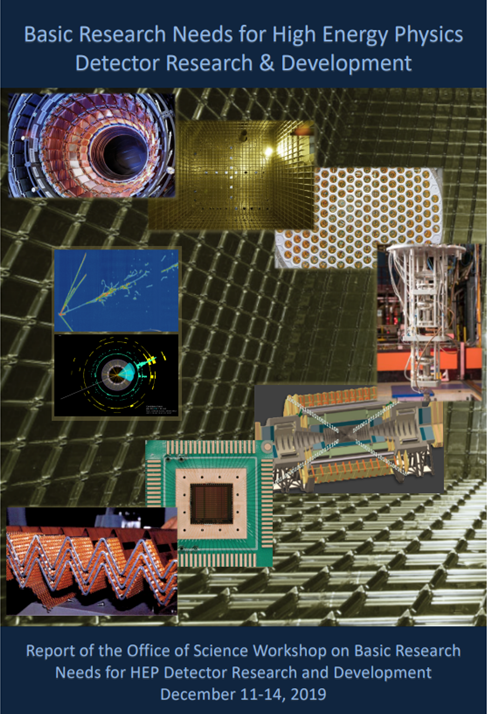 Basic Research Needs for High Energy Physics
Detector Research & Development
Report of the Office of Science Workshop on Basic Research
Needs for HEP Detector Research and Development
December 11-14, 2019